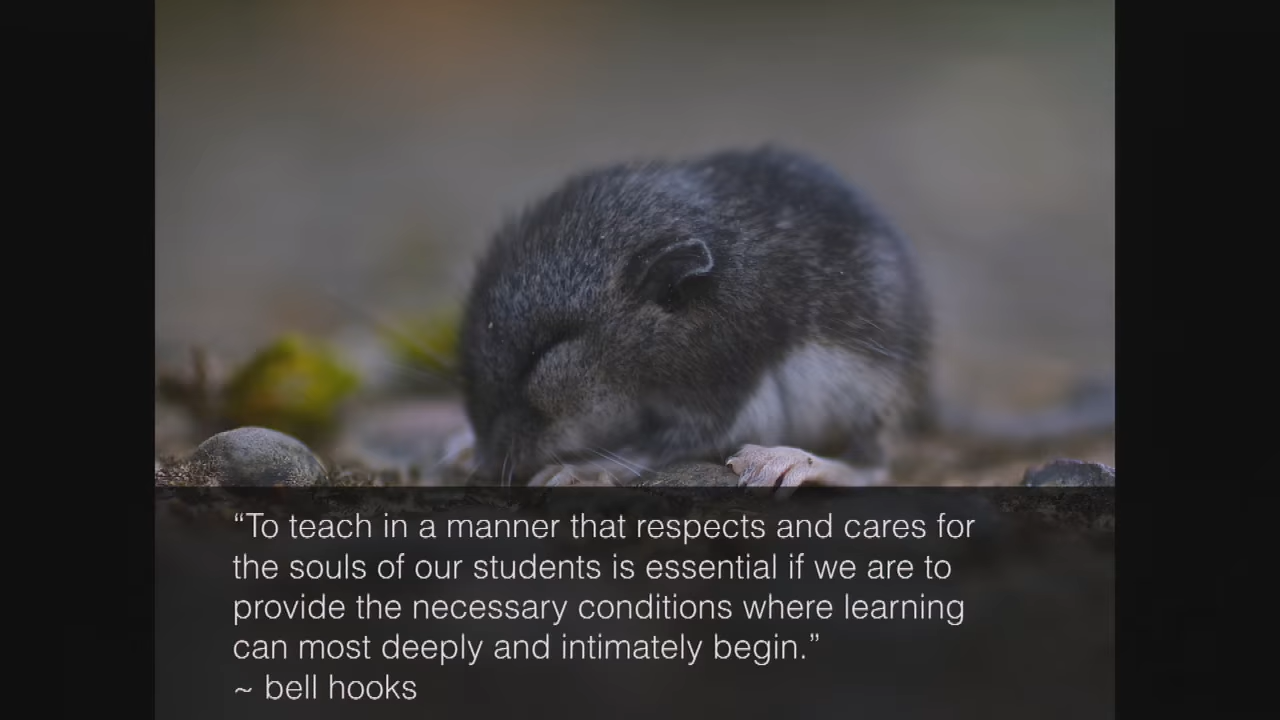 “To teach in a manner that respects and cares for
the souls of our students is essential if we are to
provide the necessary conditions where learning
can most deeply and intimately begin.”
~ bell hooks